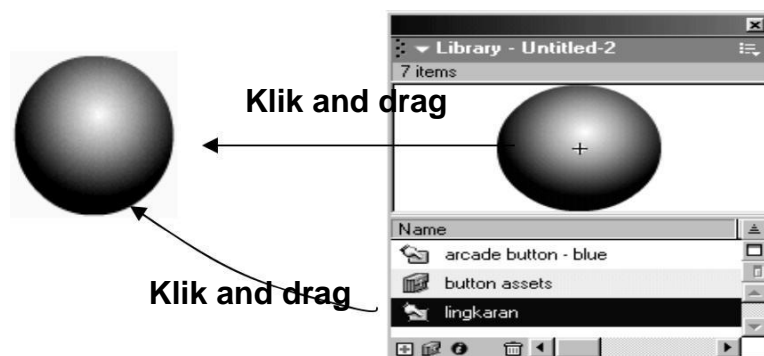 Library - Untitled-2
7 items
Klik and drag
Name
arcade button - blue
button assets
Klik and drag
lingkaran